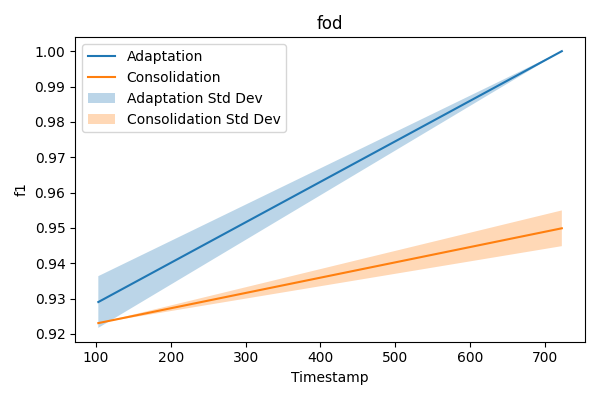 fod
1.00
0.99
0.98
0.97
0.96
0.95
0.94
0.93
0.92
f1
Adaptation
Consolidation
Adaptation Std Dev
Consolidation Std Dev
100 200 300 400 500 600 700
Timestamp